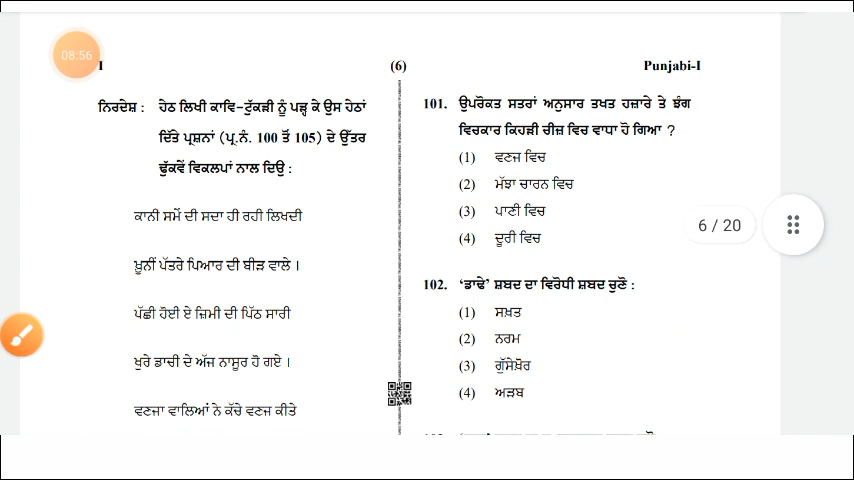 08:56
I
(6)
Punjabi-I
ਨਿਰਦੇਸ਼ : ਹੇਠ ਲਿਖੀ ਕਾਵਿ-ਟੁੱਕੜੀ ਨੂੰ ਪੜ੍ਹ ਕੇ ਉਸ ਹੇਠਾਂ
ਦਿੱਤੇ ਪ੍ਰਸ਼ਨਾਂ (ਪ੍ਰ.ਨੰ. 100 ਤੋਂ 105) ਦੇ ਉੱਤਰ
ਢੁੱਕਵੇਂ ਵਿਕਲਪਾਂ ਨਾਲ ਦਿਉ :
ਕਾਨੀ ਸਮੇਂ ਦੀ ਸਦਾ ਹੀ ਰਹੀ ਲਿਖਦੀ
ਖ਼ੂਨੀਂ ਪੱਤਰੇ ਪਿਆਰ ਦੀ ਬੀੜ ਵਾਲੇ ।
ਪੱਛੀ ਹੋਈ ਏ ਜ਼ਿਮੀ ਦੀ ਪਿੱਠ ਸਾਰੀ
ਖੁਰੇ ਡਾਚੀ ਦੇ ਅੱਜ ਨਾਸੂਰ ਹੋ ਗਏ ।
ਵਣਜਾ ਵਾਲਿਆਂ ਨੇ ਕੱਚੇ ਵਣਜ ਕੀਤੇ
101. ਉਪਰੋਕਤ ਸਤਰਾਂ ਅਨੁਸਾਰ ਤਖਤ ਹਜ਼ਾਰੇ ਤੇ ਝੰਗ
ਵਿਚਕਾਰ ਕਿਹੜੀ ਚੀਜ਼ ਵਿਚ ਵਾਧਾ ਹੋ ਗਿਆ ?
(1) ਵਣਜ ਵਿਚ
(2) ਮੱਝਾ ਚਾਰਨ ਵਿਚ
(3) ਪਾਣੀ ਵਿਚ
(4) ਦੂਰੀ ਵਿਚ
6 / 20
102. ‘ਡਾਢੇ’ ਸ਼ਬਦ ਦਾ ਵਿਰੋਧੀ ਸ਼ਬਦ ਚੁਣੋ :
(1) ਸਖ਼ਤ
(2) ਨਰਮ
(3) ਗੁੱਸੇਖ਼ੋਰ
(4) ਅੜਬ